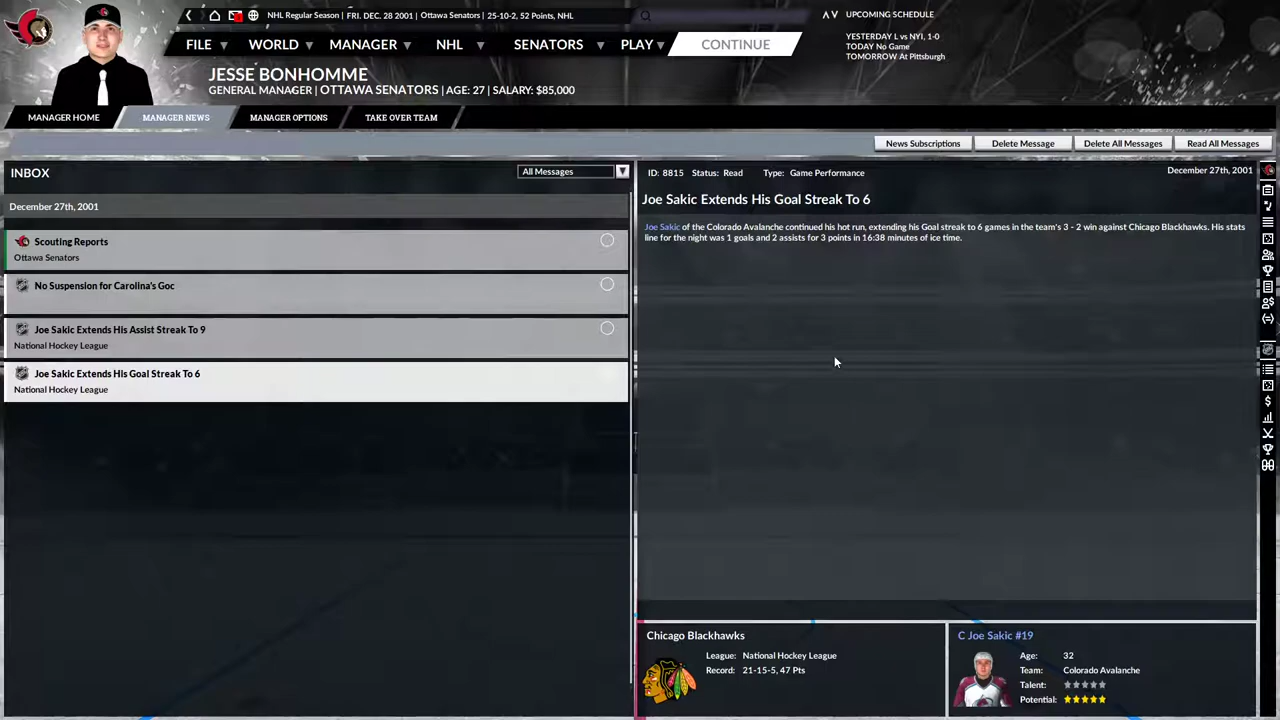 NHL Regular Season | FRI. DEC. 28 2001 | Ottawa Senators | 25-10-2, 52 Points, NHL
UPCOMING SCHEDULE
YESTERDAY L vs NYI, 1-0
TODAY No Game
TOMORROW At Pittsburgh
FILE
WORLD
MANAGER
NHL
SENATORS
PLAY
CONTINUE
JESSE BONHOMME
GENERAL MANAGER | OTTAWA SENATORS | AGE: 27 | SALARY: $85,000
MANAGER HOME
MANAGER NEWS
MANAGER OPTIONS
TAKE OVER TEAM
News Subscriptions
Delete Message
Delete All Messages
Read All Messages
INBOX
All Messages
December 27th, 2001
Scouting Reports
Ottawa Senators
No Suspension for Carolina's Goc
Joe Sakic Extends His Assist Streak To 9
National Hockey League
Joe Sakic Extends His Goal Streak To 6
National Hockey League
ID: 8815 Status: Read Type: Game Performance
December 27th, 2001
Joe Sakic Extends His Goal Streak To 6
Joe Sakic of the Colorado Avalanche continued his hot run, extending his Goal streak to 6 games in the team's 3 - 2 win against Chicago Blackhawks. His stats
line for the night was 1 goals and 2 assists for 3 points in 16:38 minutes of ice time.
Chicago Blackhawks
League: National Hockey League
Record: 21-15-5, 47 Pts
C Joe Sakic #19
Age: 32
Team: Colorado Avalanche
Talent:
Potential: